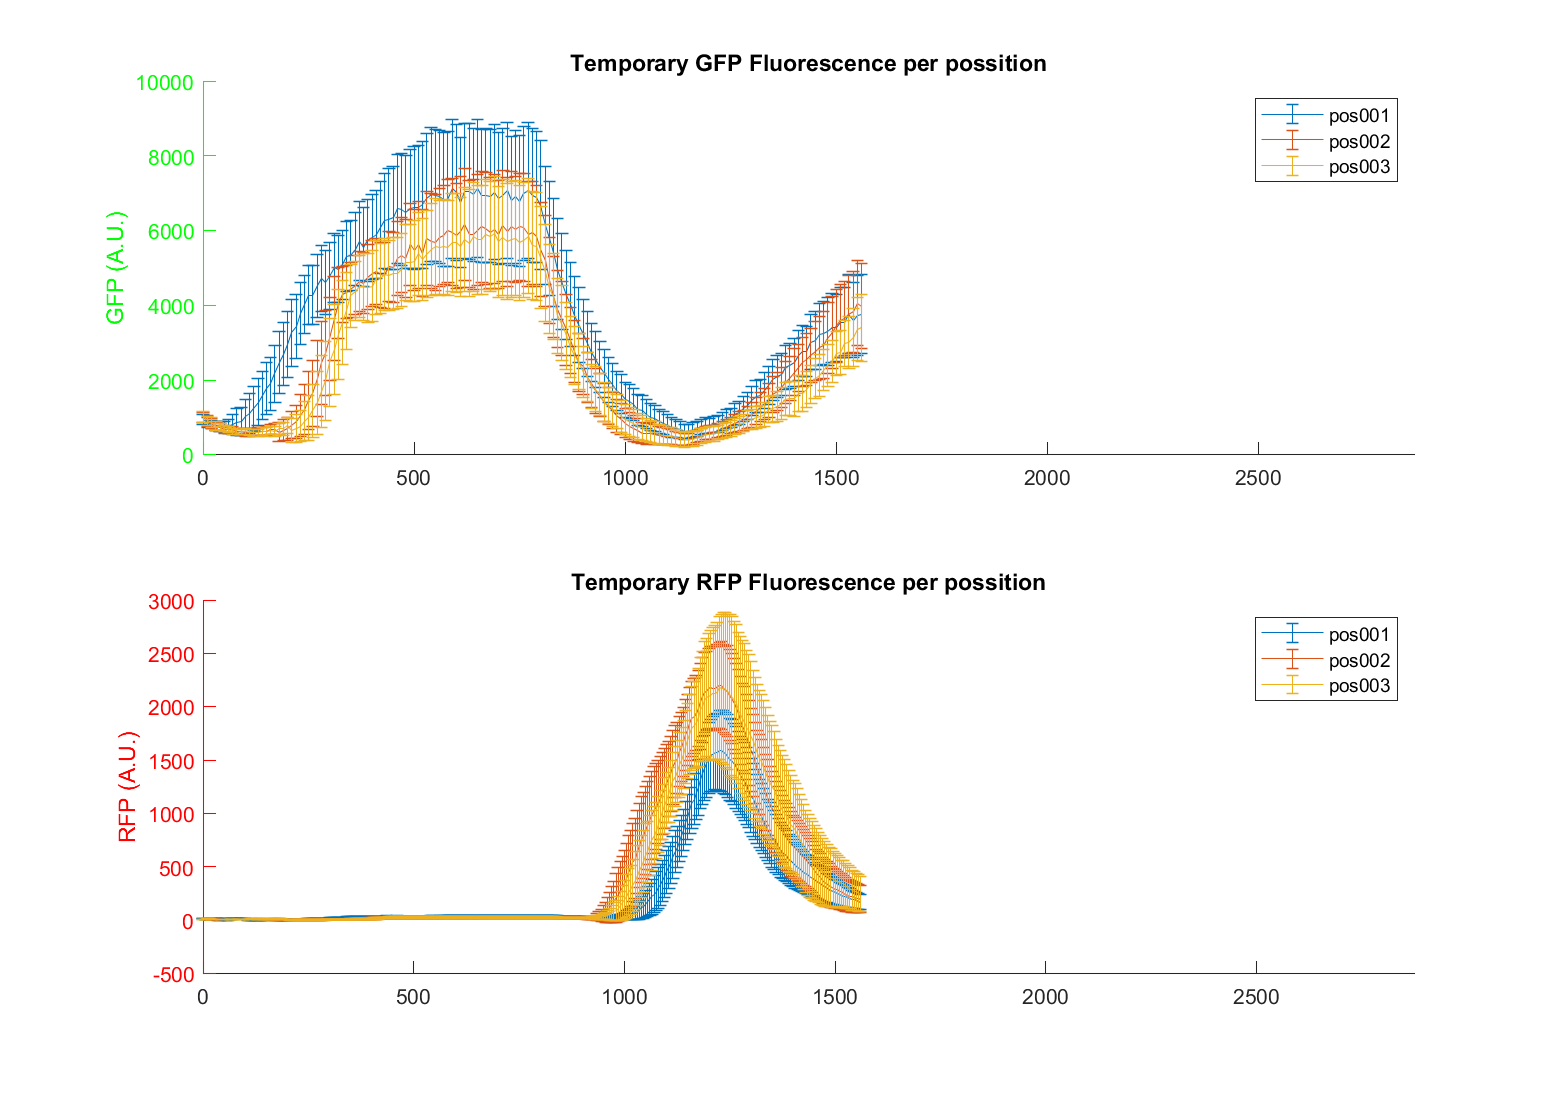 Temporary GFP Fluorescence per possition
GFP (A.U.)
10000
8000
6000
4000
2000
0
0 500 1000 1500 2000 2500
pos001
pos002
pos003
Temporary RFP Fluorescence per possition
RFP (A.U.)
3000
2500
2000
1500
1000
500
0
-500
0 500 1000 1500 2000 2500
pos001
pos002
pos003